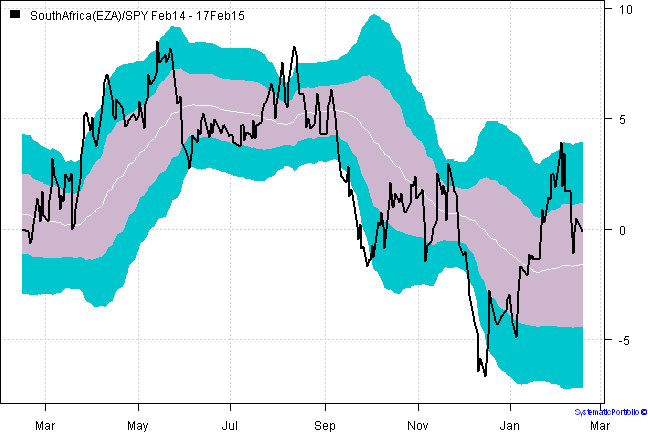 SouthAfrica(EZA)/SPY Feb14 - 17Feb15
10
5
0
-5
SystematicPortfolio ©
Mar May Jul Sep Nov Jan Mar